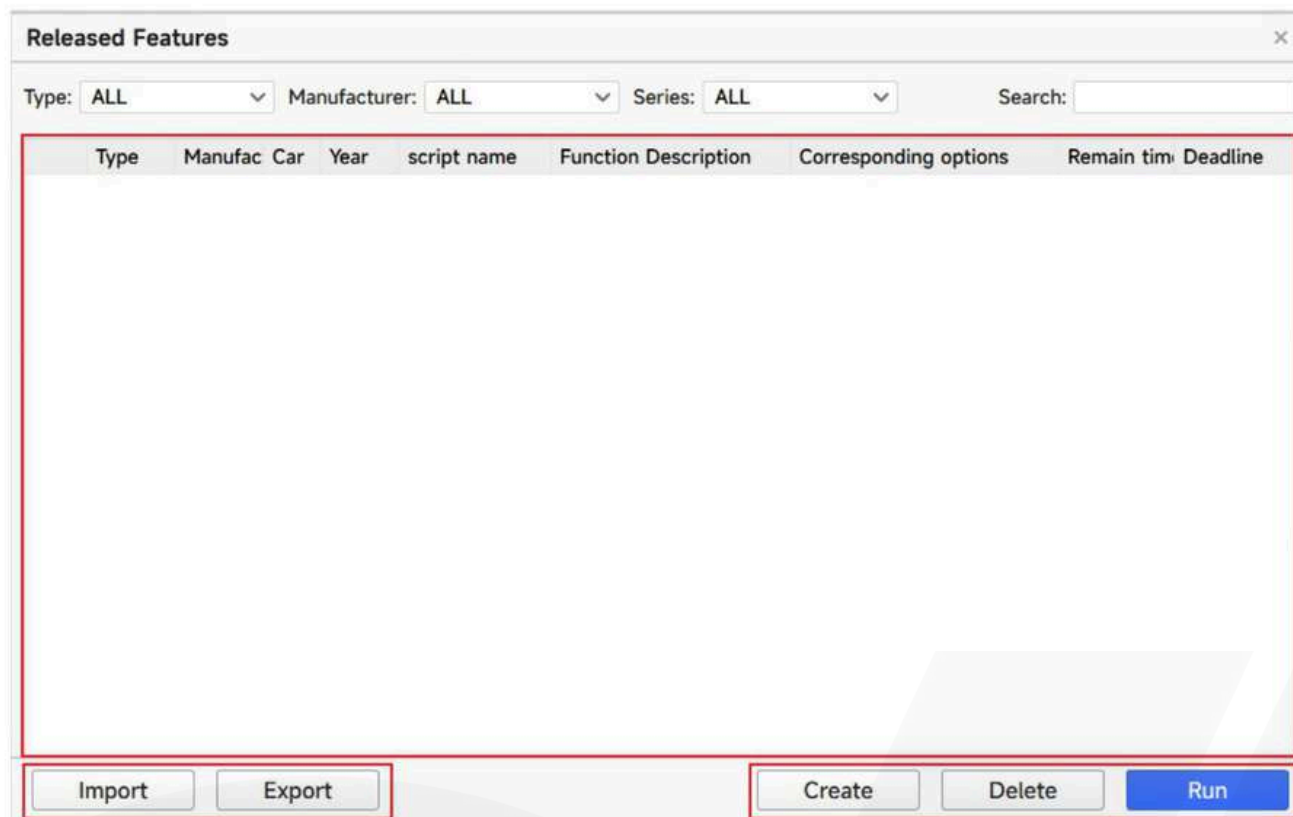 Released Features
Type: ALL Manufacturer: ALL Series: ALL Search:
Type Manufac Car Year script name Function Description Corresponding options Remain tim Deadline
Import Export Create Delete Run